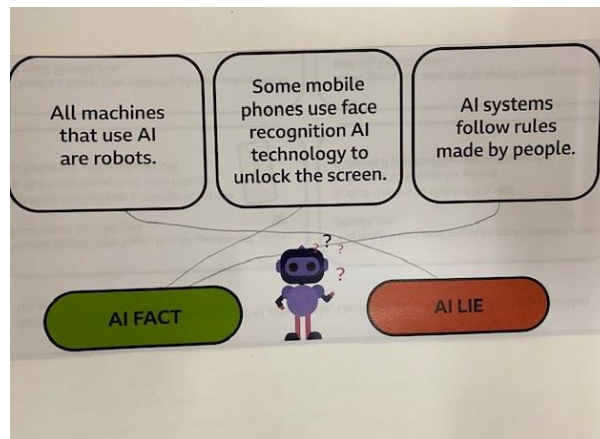 All machines
that use AI
are robots.
Some mobile
phones use face
recognition AI
technology to
unlock the screen.
AI systems
follow rules
made by people.
? ? ?
?
AI FACT
AI LIE